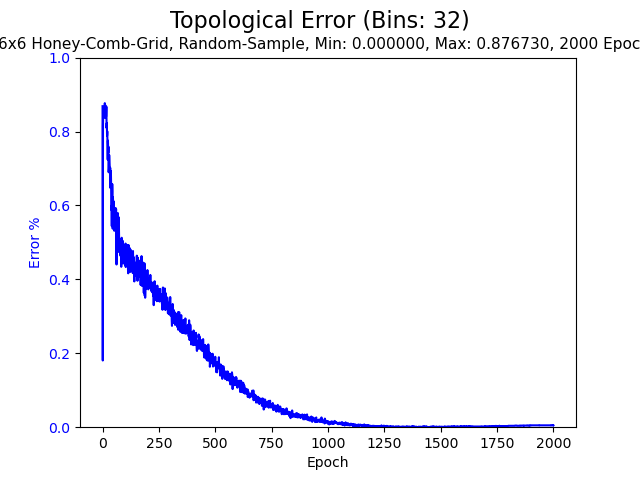 Topological Error (Bins: 32)
6x6 Honey-Comb-Grid, Random-Sample, Min: 0.000000, Max: 0.876730, 2000 Epoc
1.0
0.8
0.6
0.4
0.2
0.0
Error %
0 250 500 750 1000 1250 1500 1750 2000
Epoch